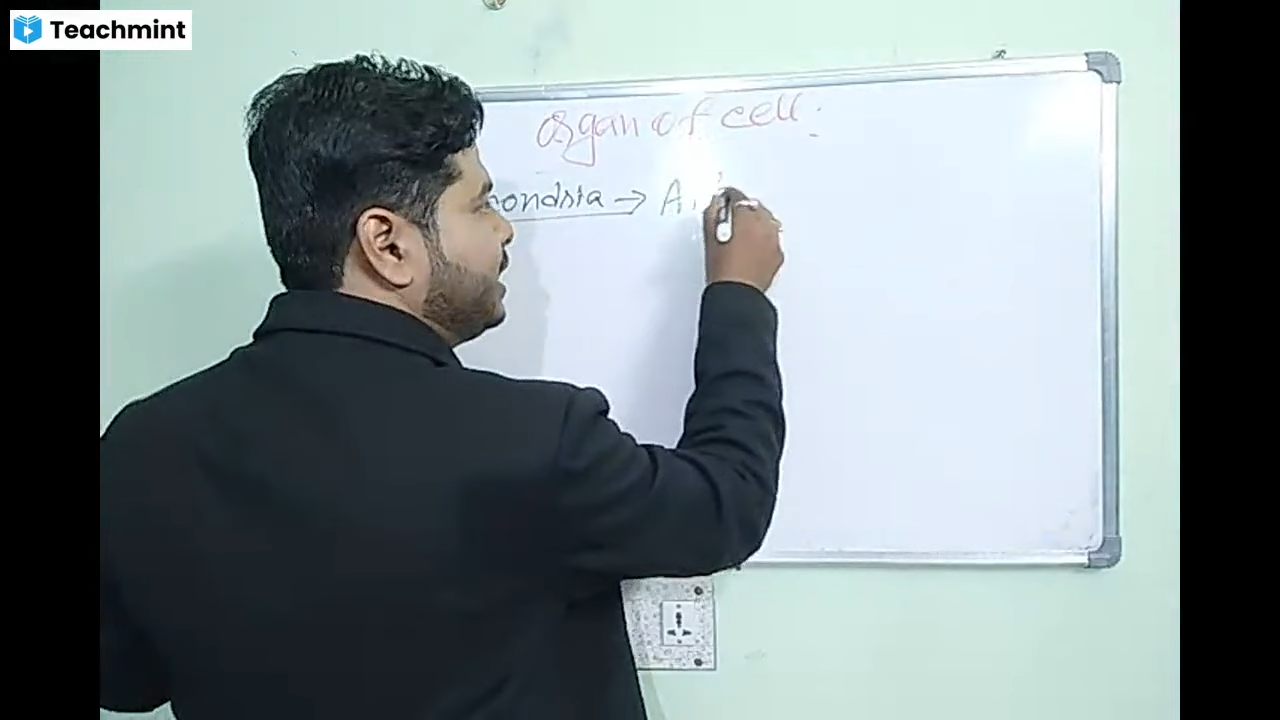 Teachmint
organ of cell:
ondria → A